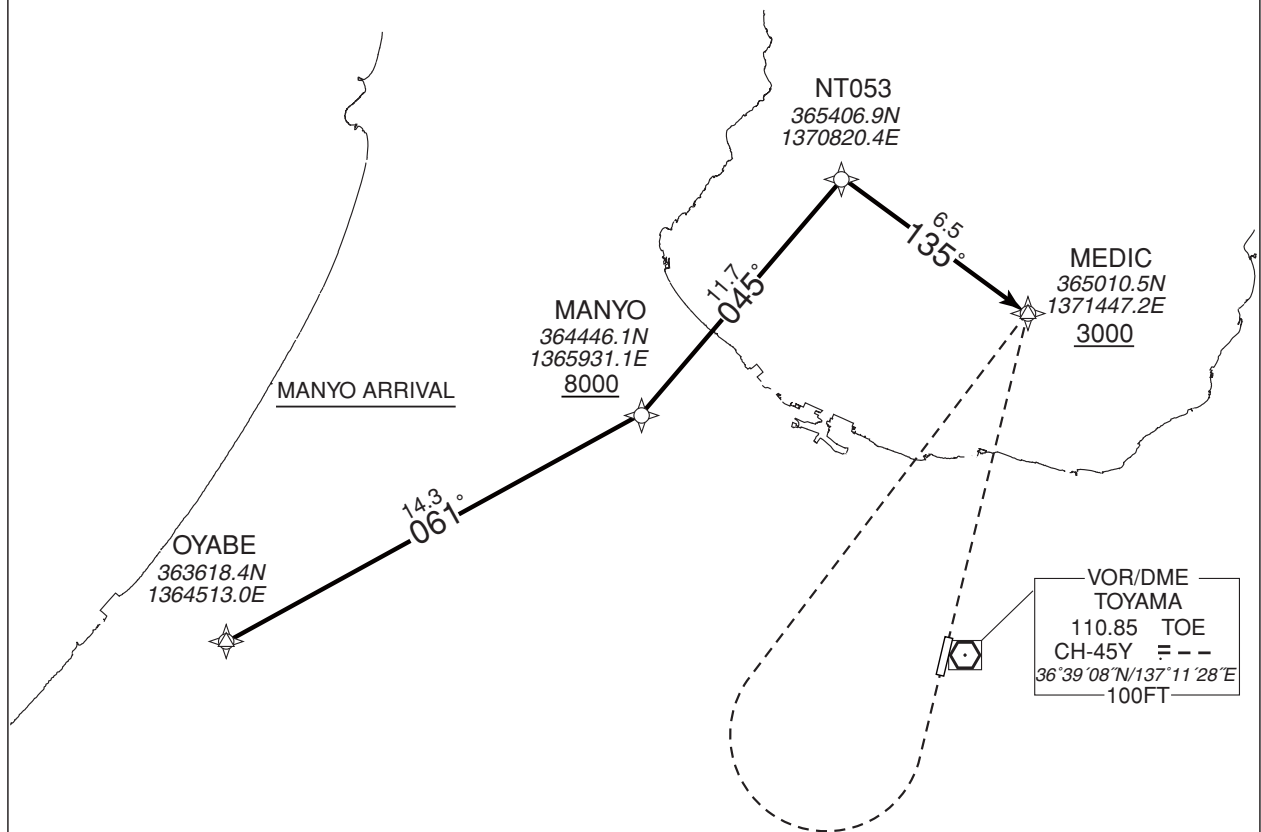 NT053
365406.9N
1370820.4E
6.5
135°
MEDIC
365010.5N
1371447.2E
3000
11.7
045°
MANYO
364446.1N
1365931.1E
8000
MANYO ARRIVAL
14.3
061°
OYABE
363618.4N
1364513.0E
VOR/DME
TOYAMA
110.85 TOE
CH-45Y
36°39´08˝N/137°11´28˝E
100FT